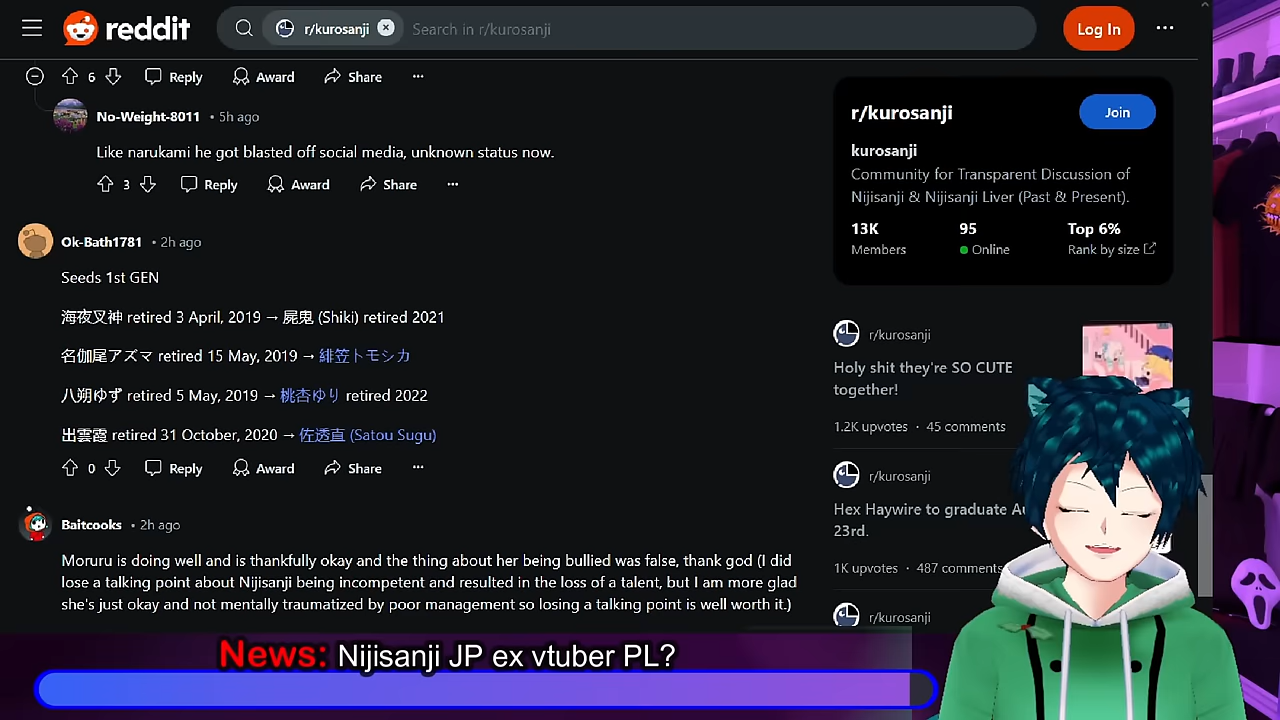 reddit
r/kurosanji
Search in r/kurosanji
Log In
6
Reply
Award
Share
No-Weight-8011 • 5h ago
Like narukami he got blasted off social media, unknown status now.
3
Reply
Award
Share
Ok-Bath1781 • 2h ago
Seeds 1st GEN
海夜叉神 retired 3 April, 2019 → 屍鬼 (Shiki) retired 2021
名伽尾アズマ retired 15 May, 2019 → 緋笠トモシカ
八朔ゆず retired 5 May, 2019 → 桃杏ゆり retired 2022
出雲霞 retired 31 October, 2020 → 佐透直 (Satou Sugu)
0
Reply
Award
Share
Baitcooks • 2h ago
Moruru is doing well and is thankfully okay and the thing about her being bullied was false, thank god (I did
lose a talking point about Nijisanji being incompetent and resulted in the loss of a talent, but I am more glad
she's just okay and not mentally traumatized by poor management so losing a talking point is well worth it.)
r/kurosanji
Join
kurosanji
Community for Transparent Discussion of
Nijisanji & Nijisanji Liver (Past & Present).
13K
95
Top 6%
Members
Online
Rank by size
r/kurosanji
Holy shit they're SO CUTE
together!
1.2K upvotes · 45 comments
r/kurosanji
Hex Haywire to graduate
23rd.
1K upvotes · 487 comments
r/kurosanji
News: Nijisanji JP ex vtuber PL?